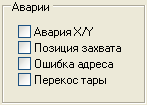 Аварии
Авария X/Y
Позиция захвата
Ошибка адреса
Перекос тары